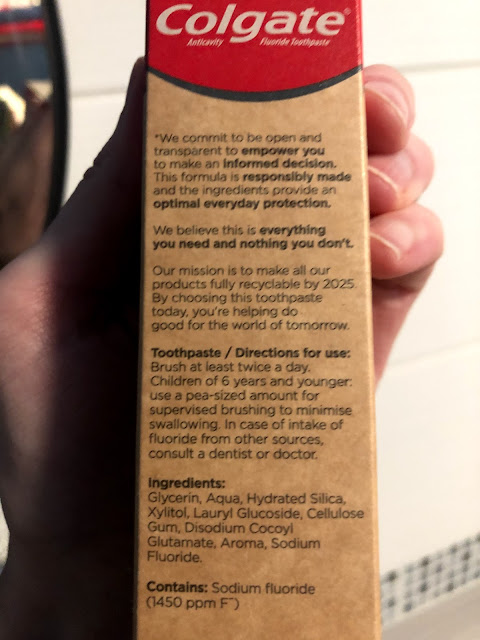 Colgate®
Anticavity Fluoride Toothpaste
*We commit to be open and
transparent to empower you
to make an informed decision.
This formula is responsibly made
and the ingredients provide an
optimal everyday protection.
We believe this is everything
you need and nothing you don't.
Our mission is to make all our
products fully recyclable by 2025.
By choosing this toothpaste
today, you're helping do
good for the world of tomorrow.
Toothpaste / Directions for use:
Brush at least twice a day.
Children of 6 years and younger:
use a pea-sized amount for
supervised brushing to minimise
swallowing. In case of intake of
fluoride from other sources,
consult a dentist or doctor.
Ingredients:
Glycerin, Aqua, Hydrated Silica,
Xylitol, Lauryl Glucoside, Cellulose
Gum, Disodium Cocoyl
Glutamate, Aroma, Sodium
Fluoride.
Contains: Sodium fluoride
(1450 ppm F⁻)